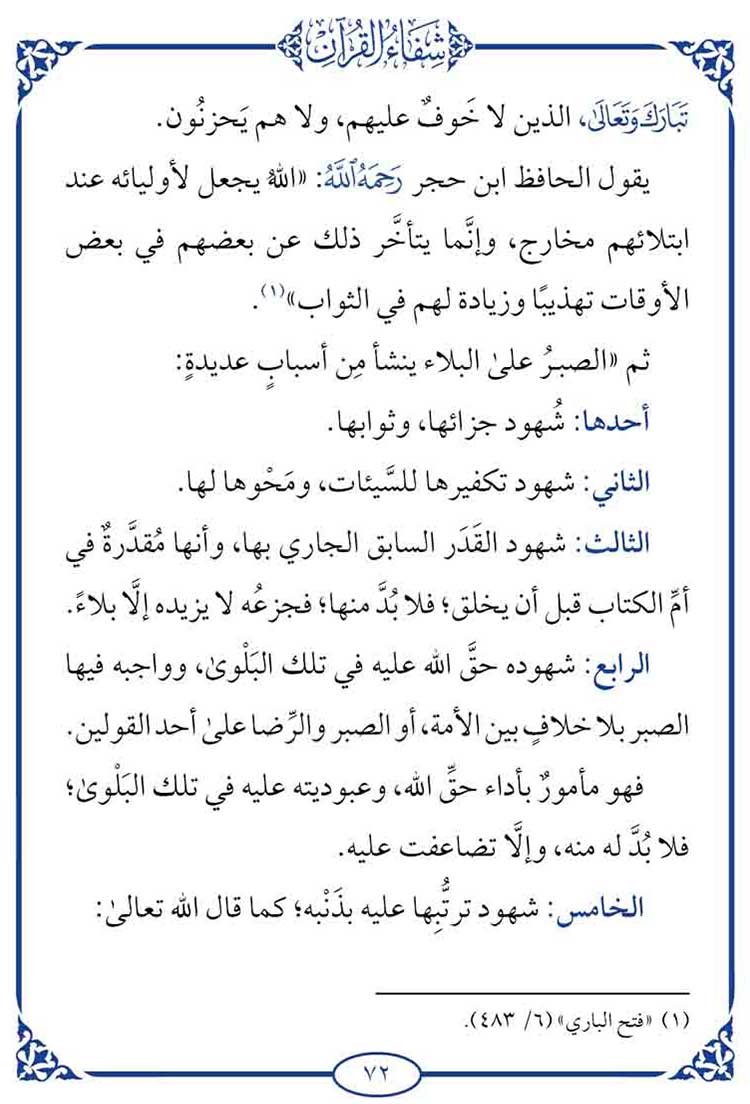 شِفَاءُ القُرْآنِ
تَبَارَكَ وَتَعَالَى، الذين لا خَوفٌ عليهم، ولا هم يَحزنُون.
يقول الحافظ ابن حجر رَحِمَهُ ٱللَّهُ: «اللهُ يجعل لأوليائه عند
ابتلائهم مخارج، وإنَّما يتأخَّر ذلك عن بعضهم في بعض
الأوقات تهذيبًا وزيادة لهم في الثواب»(١).
ثم «الصبـرُ علىٰ البلاء ينشأ مِن أسبابٍ عديدةٍ:
أحدها: شُهود جزائها، وثوابها.
الثاني: شهود تكفيرها للسَّيئات، ومَحْوها لها.
الثالث: شهود القَدَر السابق الجاري بها، وأنها مُقدَّرةٌ في
أمِّ الكتاب قبل أن يخلق؛ فلا بُدَّ منها؛ فجزعُه لا يزيده إلَّا بلاءً.
الرابع: شهوده حقَّ الله عليه في تلك البَلْوىٰ، وواجبه فيها
الصبر بلا خلافٍ بين الأمة، أو الصبر والرِّضا علىٰ أحد القولين.
فهو مأمورٌ بأداء حقِّ الله، وعبوديته عليه في تلك البَلْوىٰ؛
فلا بُدَّ له منه، وإلَّا تضاعفت عليه.
الخامس: شهود ترتُّبِها عليه بذَنْبه؛ كما قال الله تعالىٰ:
(١) «فتح الباري» (٦/ ٤٨٣).
٧٢